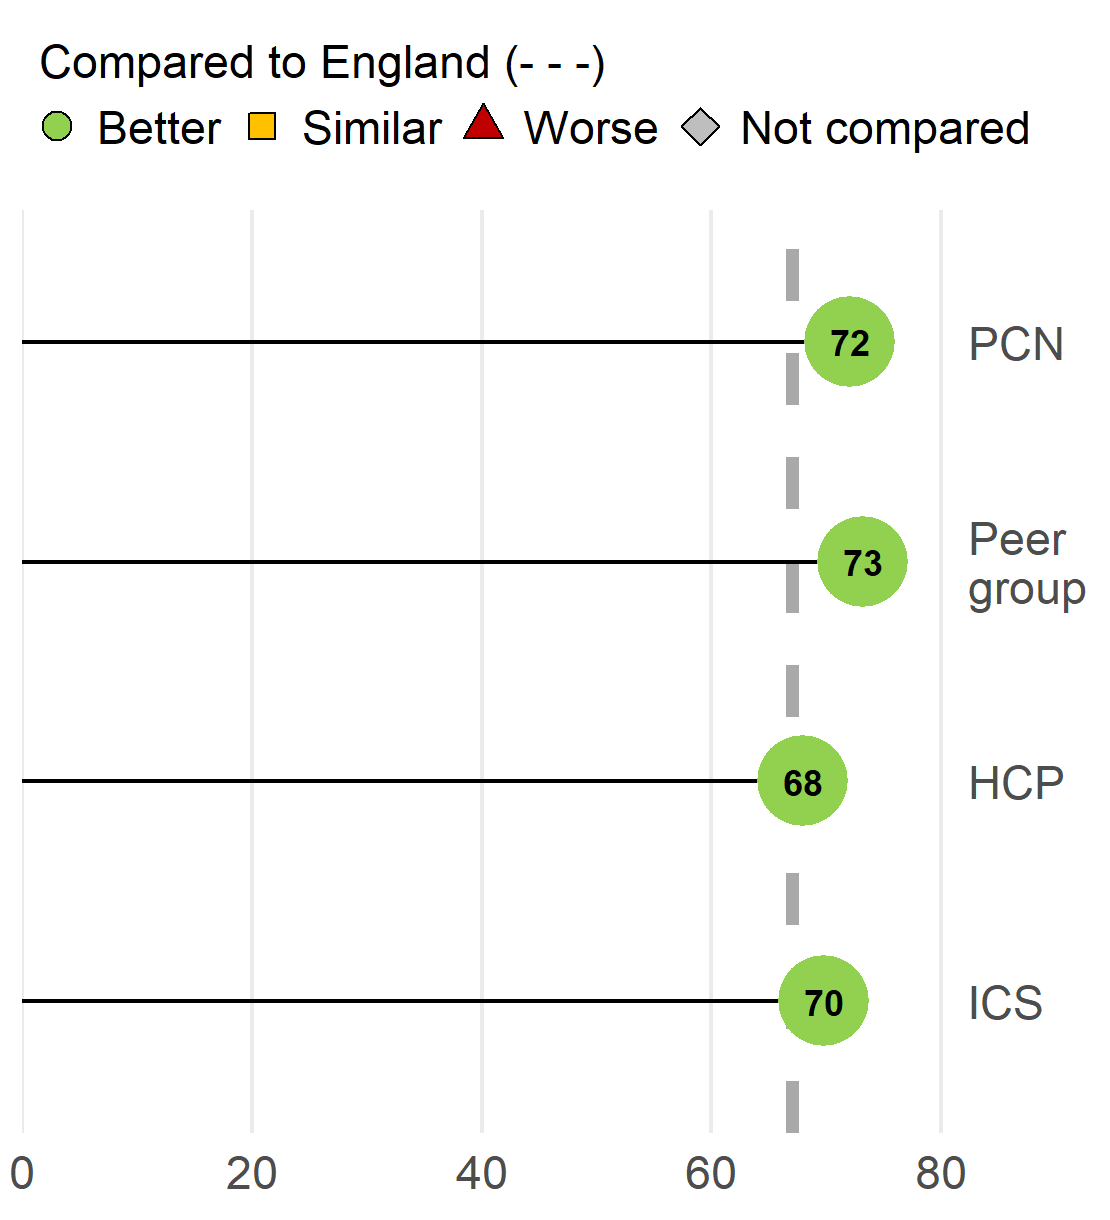 Compared to England (- - -)
Better Similar Worse Not compared
72 PCN
73 Peer
group
68 HCP
70 ICS
0 20 40 60 80